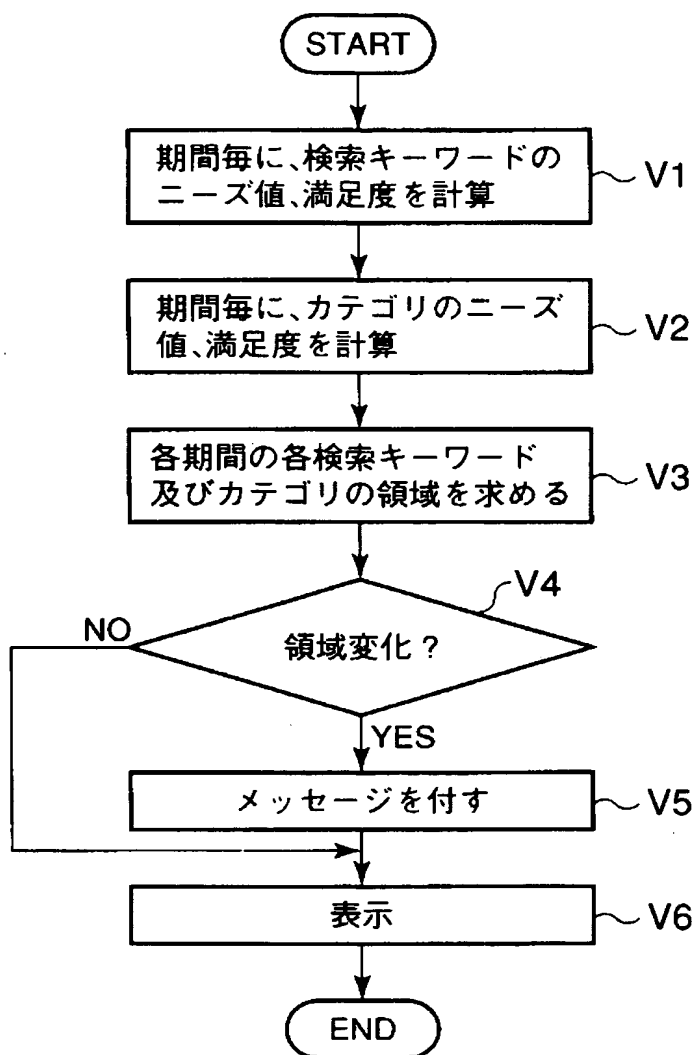 START
期間毎に、検索キーワードの
ニーズ値、満足度を計算
V1
期間毎に、カテゴリのニーズ
値、満足度を計算
V2
各期間の各検索キーワード
及びカテゴリの領域を求める
V3
V4
NO
領域変化?
YES
メッセージを付す
V5
表示
V6
END